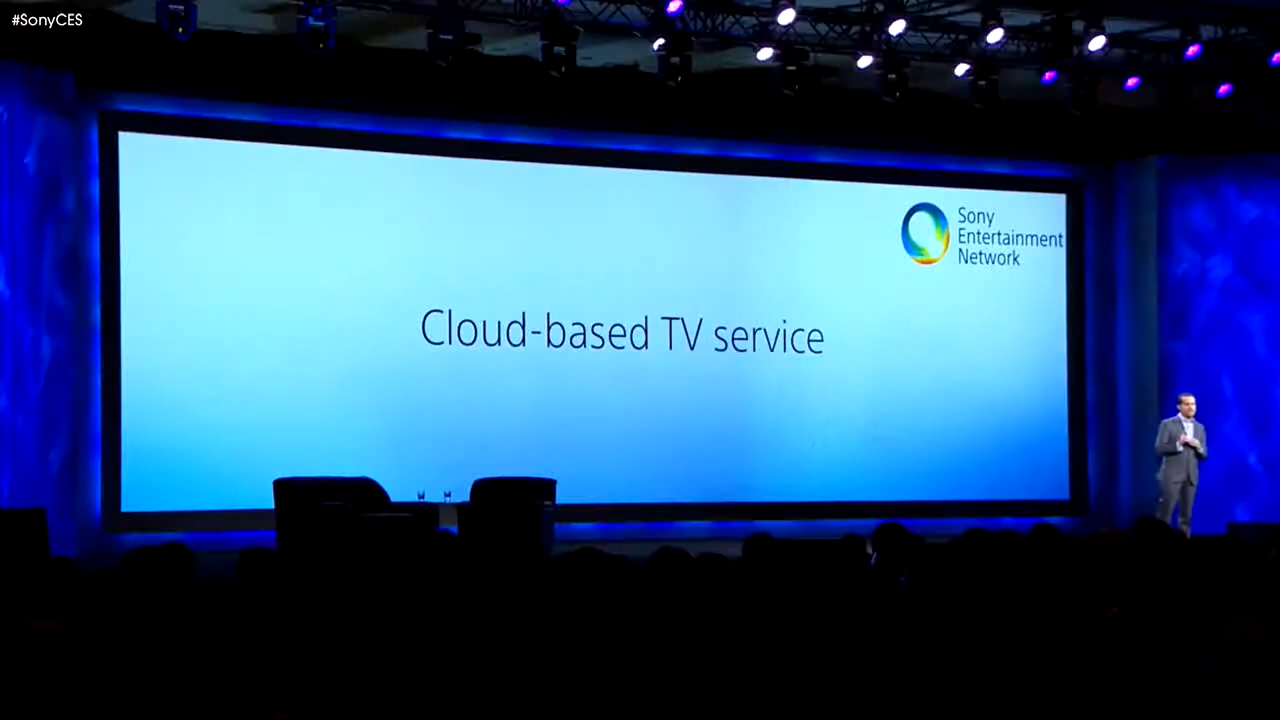 #SonyCES
Sony
Entertainment
Network
Cloud-based TV service